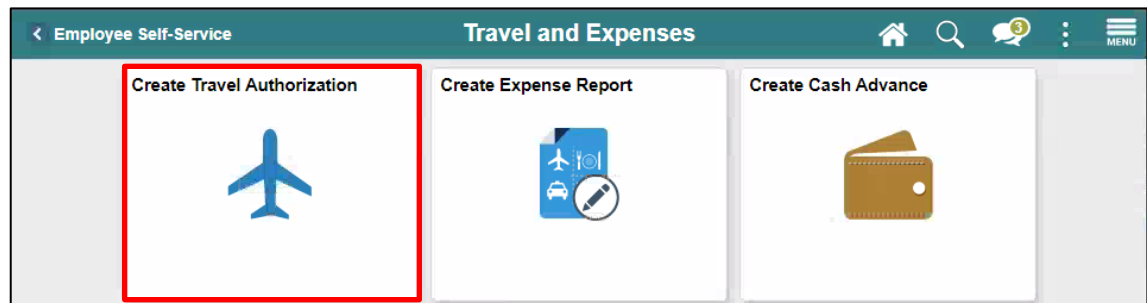 Employee Self-Service
Travel and Expenses
3
MENU
Create Travel Authorization
Create Expense Report
Create Cash Advance